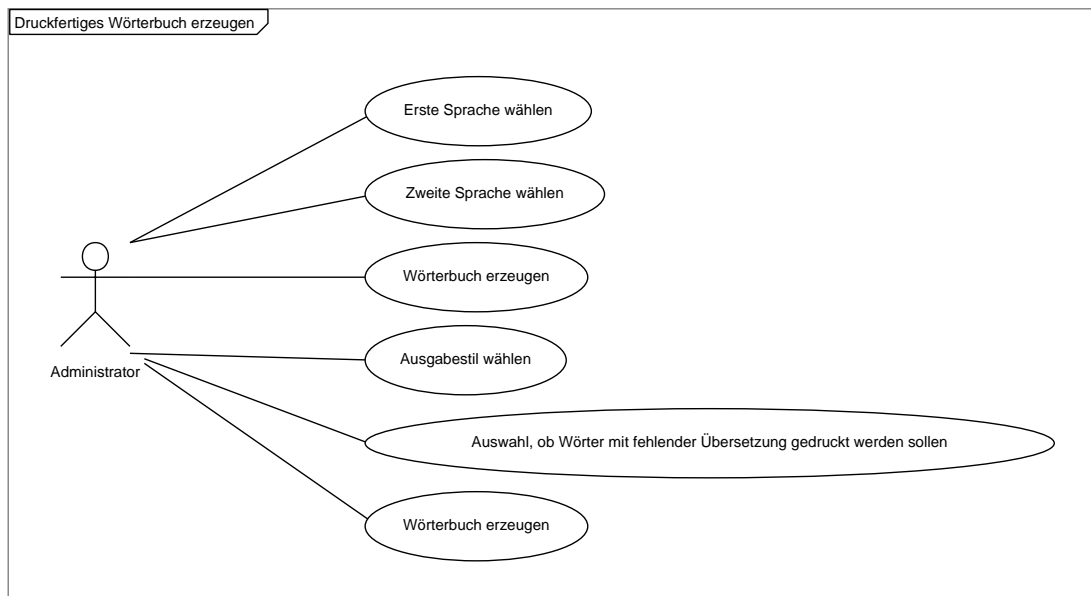 Druckfertiges Wörterbuch erzeugen
Erste Sprache wählen
Zweite Sprache wählen
Wörterbuch erzeugen
Ausgabestil wählen
Administrator
Auswahl, ob Wörter mit fehlender Übersetzung gedruckt werden sollen
Wörterbuch erzeugen